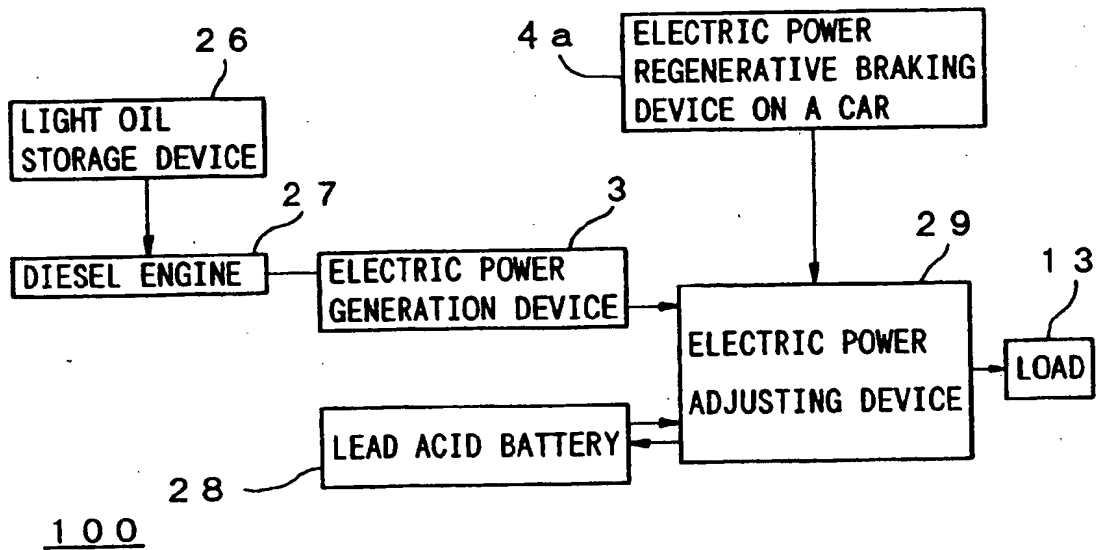 26
LIGHT OIL
STORAGE DEVICE
4a
ELECTRIC POWER
REGENERATIVE BRAKING
DEVICE ON A CAR
27
DIESEL ENGINE
3
ELECTRIC POWER
GENERATION DEVICE
29
ELECTRIC POWER
ADJUSTING DEVICE
13
LOAD
LEAD ACID BATTERY
28
100